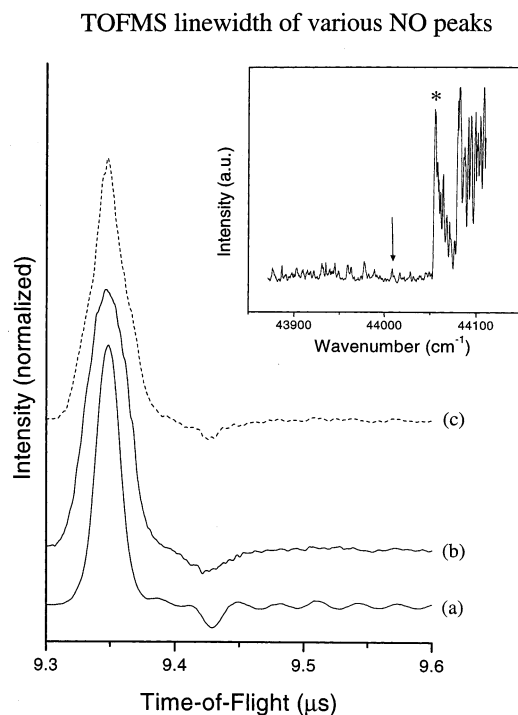 TOFMS linewidth of various NO peaks
Intensity (normalized)
Intensity (a.u.)
*
43900
44000
44100
Wavenumber (cm⁻¹)
(c)
(b)
(a)
9.3
9.4
9.5
9.6
Time-of-Flight (μs)